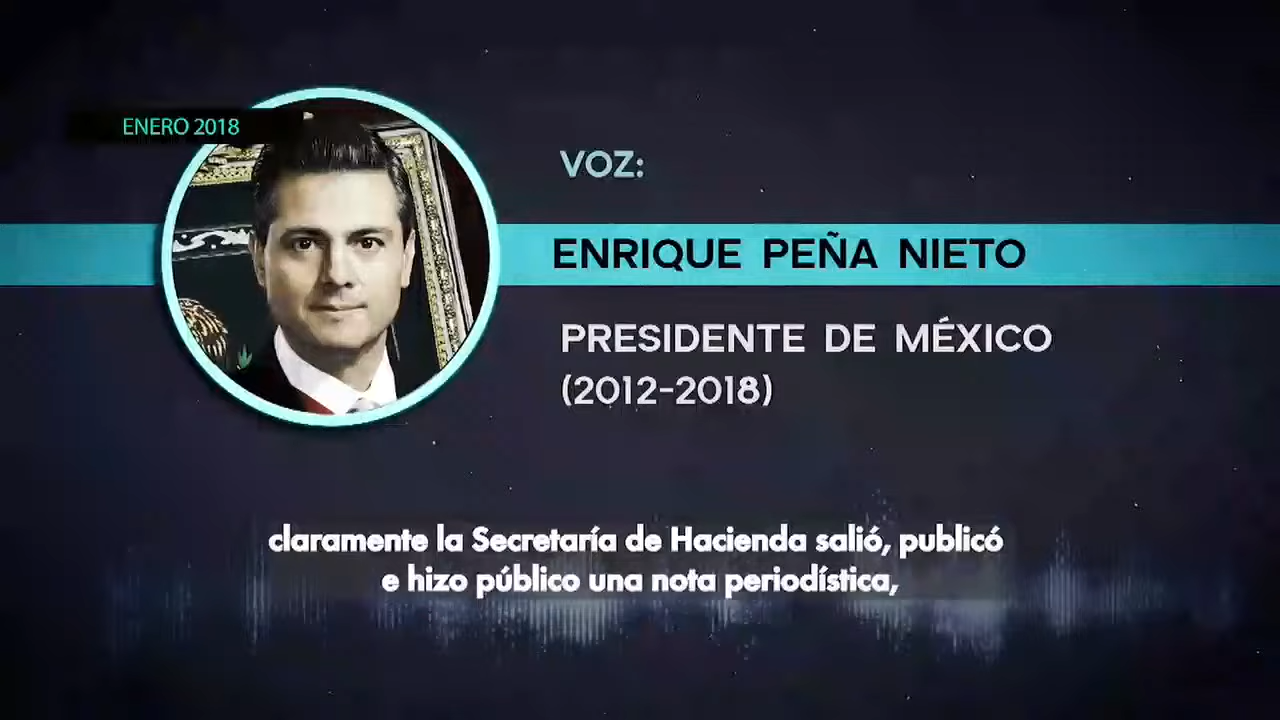 ENERO 2018
VOZ:
ENRIQUE PEÑA NIETO
PRESIDENTE DE MÉXICO
(2012-2018)
claramente la Secretaría de Hacienda salió, publicó
e hizo público una nota periodística,